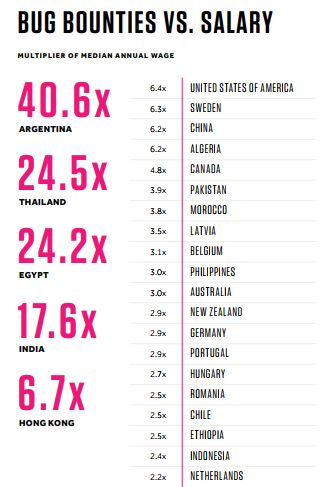 BUG BOUNTIES VS. SALARY
MULTIPLIER OF MEDIAN ANNUAL WAGE
40.6x
ARGENTINA
24.5x
THAILAND
24.2x
EGYPT
17.6x
INDIA
6.7x
HONG KONG
6.4x UNITED STATES OF AMERICA
6.3x SWEDEN
6.2x CHINA
6.2x ALGERIA
4.8x CANADA
3.9x PAKISTAN
3.8x MOROCCO
3.5x LATVIA
3.1x BELGIUM
3.0x PHILIPPINES
3.0x AUSTRALIA
2.9x NEW ZEALAND
2.9x GERMANY
2.9x PORTUGAL
2.7x HUNGARY
2.5x ROMANIA
2.5x CHILE
2.5x ETHIOPIA
2.4x INDONESIA
2.2x NETHERLANDS